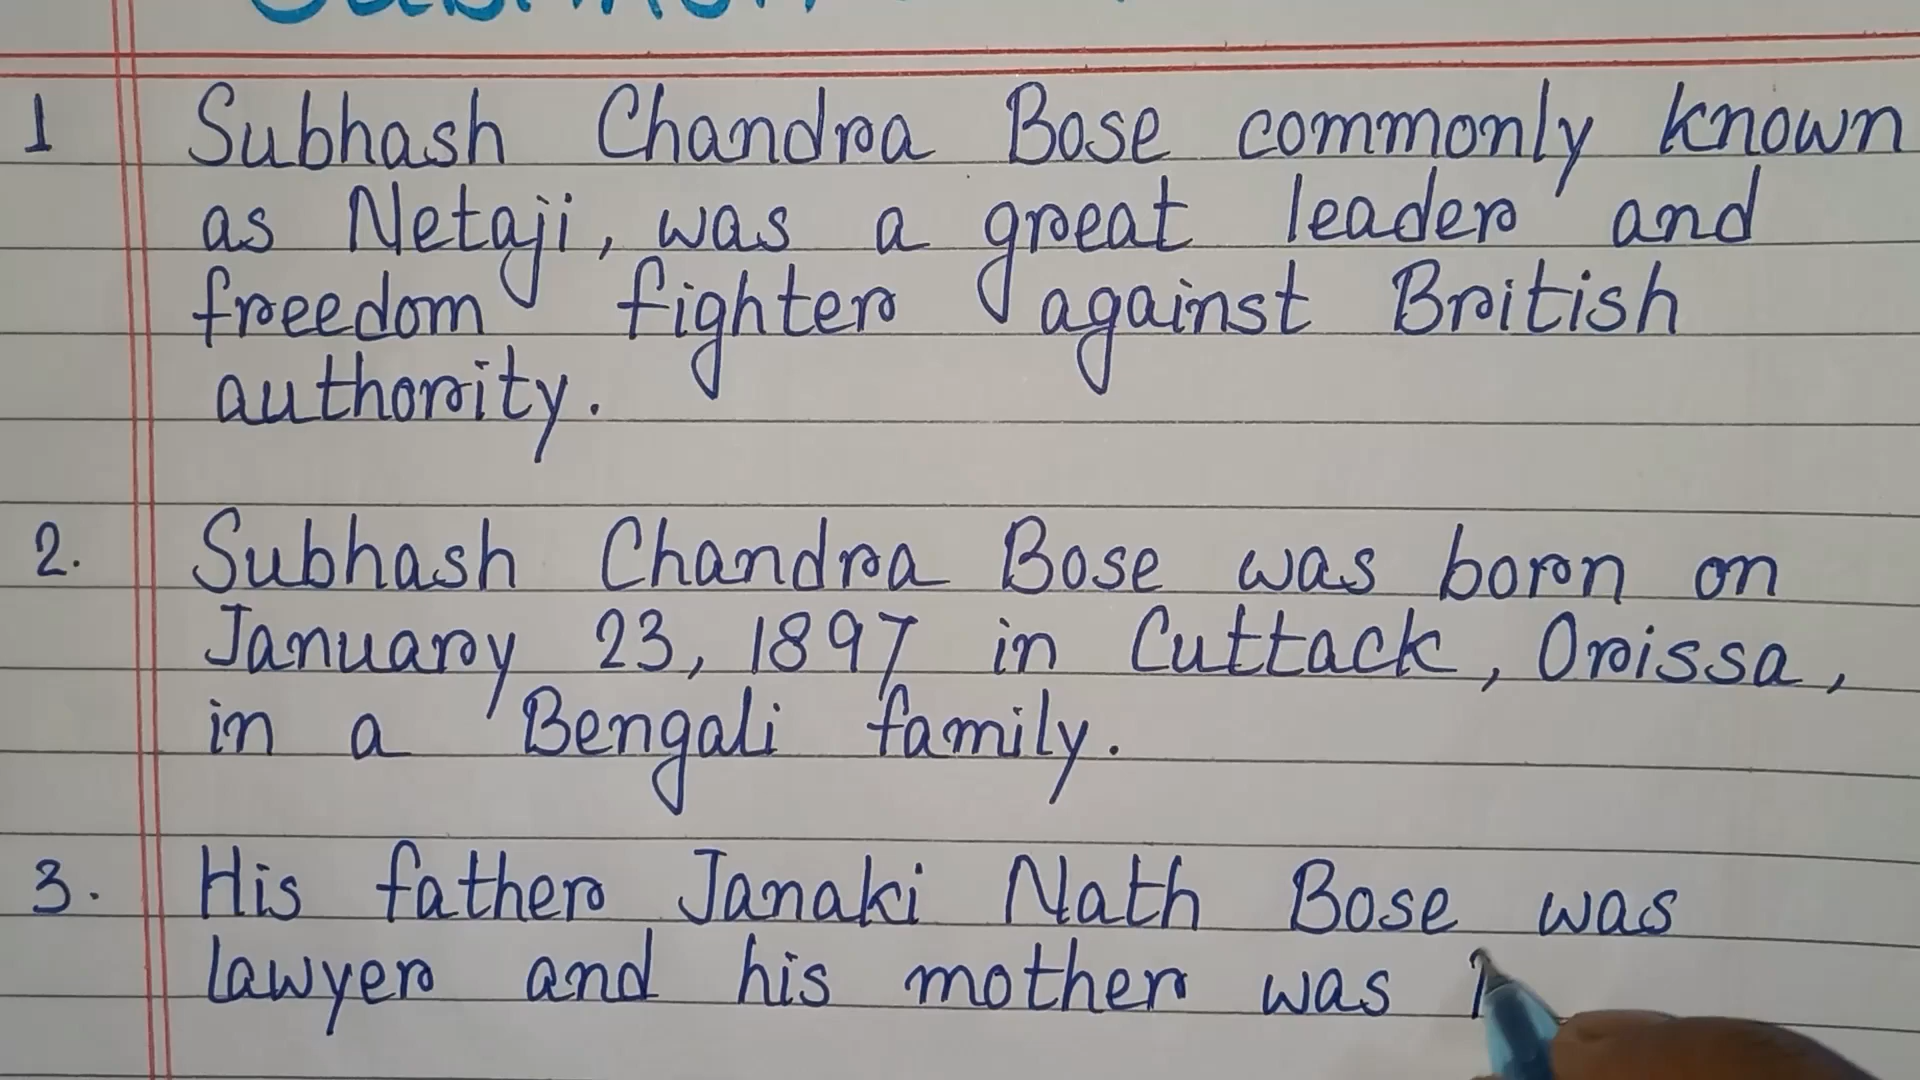 1 Subhash Chandra Bose commonly known
as Netaji, was a great leader and
freedom fighter against British
authority.
2. Subhash Chandra Bose was born on
January 23, 1897 in Cuttack, Orissa,
in a Bengali family.
3. His father Janaki Nath Bose was
lawyer and his mother was